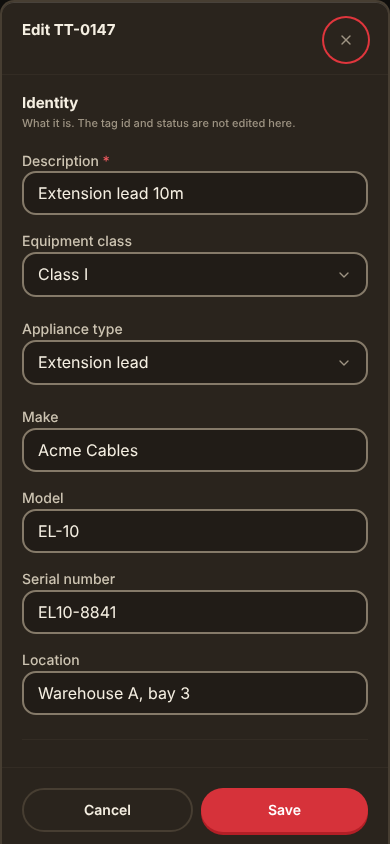 Edit TT-0147
Identity
What it is. The tag id and status are not edited here.
Description *
Extension lead 10m
Equipment class
Class I
Appliance type
Extension lead
Make
Acme Cables
Model
EL-10
Serial number
EL10-8841
Location
Warehouse A, bay 3
Cancel
Save